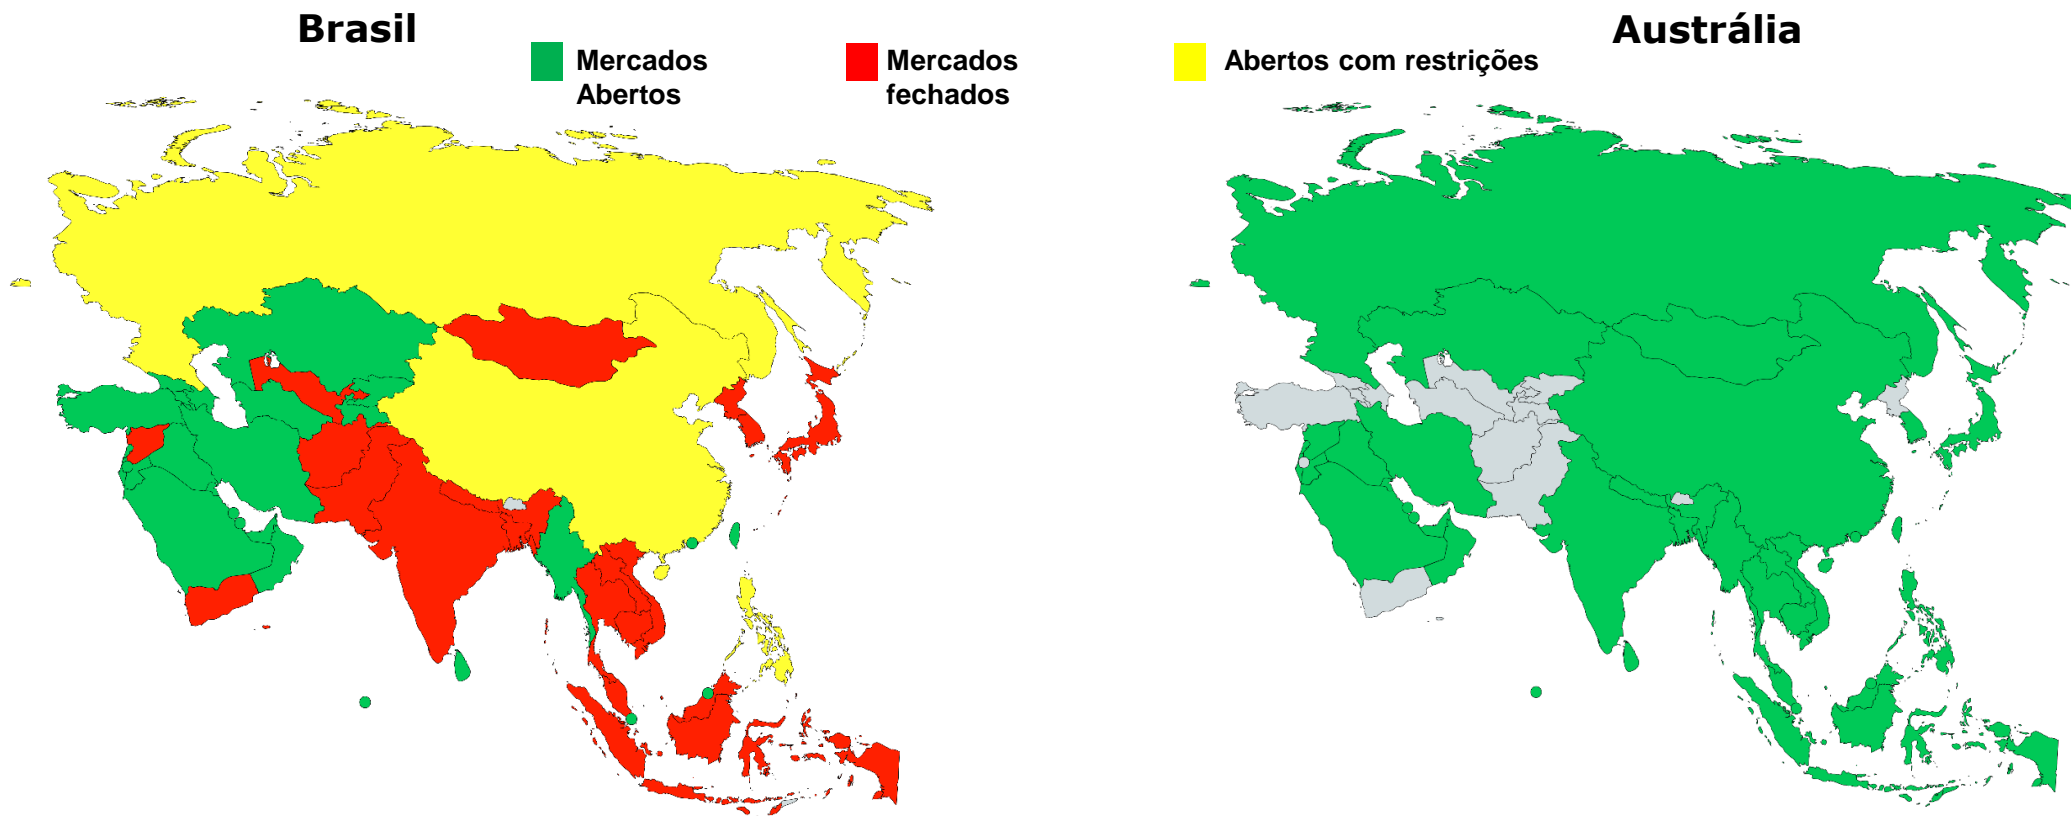 Brasil
Austrália
Mercados
Abertos
Mercados
fechados
Abertos com restrições